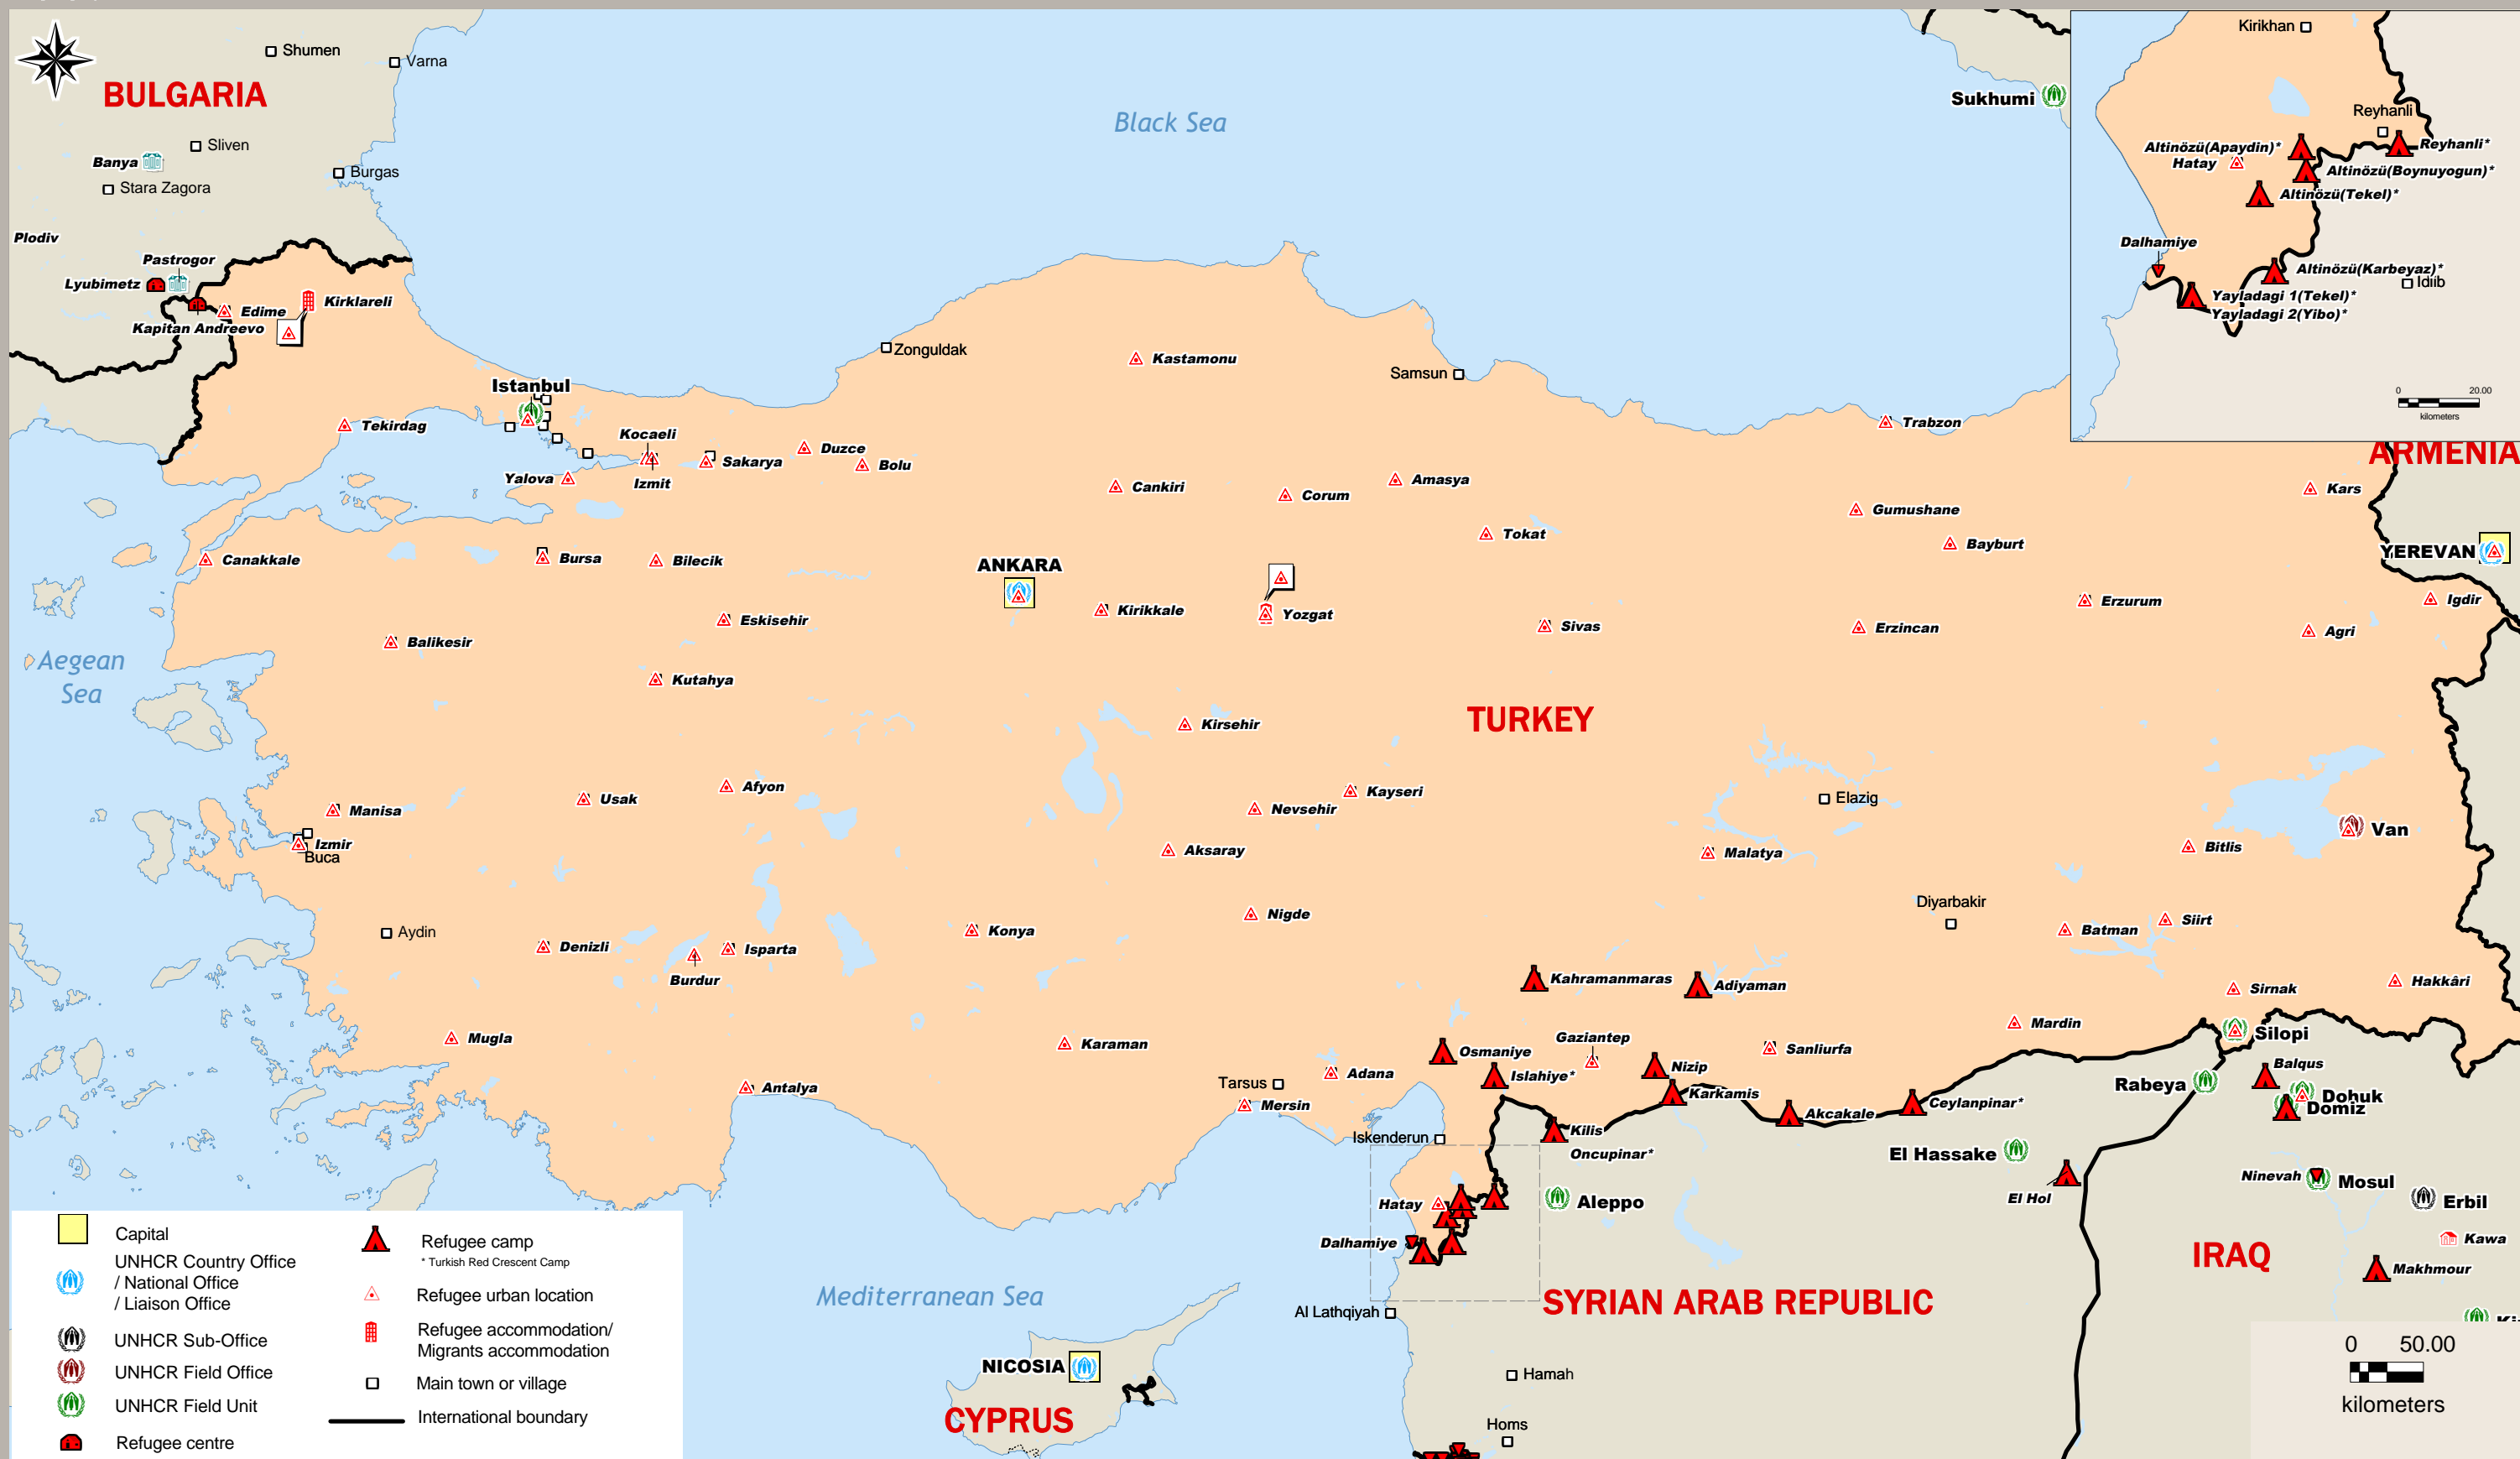 Shumen
Varna
BULGARIA
Sliven
Banya
Stara Zagora
Burgas
Plodiv
Pastrogor
Lyubimetz
Kapitan Andreevo
Edime
Kirklareli
Black Sea
Sukhumi
Kirikhan
Reyhanli
Altinözü(Apaydin)*
Hatay
Reyhanli*
Altinözü(Boynuyogun)*
Altinözü(Tekel)*
Dalhamiye
Altinözü(Karbeyaz)*
Idlib
Yayladagi 1(Tekel)*
Yayladagi 2(Yibo)*
0 20.00
kilometers
ARMENIA
Zonguldak
Kastamonu
Samsun
Istanbul
Tekirdag
Kocaeli
Trabzon
Yalova
Izmit
Sakarya
Duzce
Bolu
Cankiri
Corum
Amasya
Kars
Gumushane
Tokat
Bayburt
YEREVAN
Canakkale
Bursa
Bilecik
ANKARA
Kirikkale
Yozgat
Sivas
Erzincan
Erzurum
Igdir
Agri
Eskisehir
Balikesir
Aegean
Sea
Kutahya
Kirsehir
TURKEY
Afyon
Usak
Manisa
Izmir
Buca
Nevsehir
Kayseri
Elazig
Van
Aksaray
Malatya
Bitlis
Nigde
Diyarbakir
Siirt
Batman
Aydin
Denizli
Isparta
Burdur
Konya
Kahramanmaras
Adiyaman
Hakkâri
Sirnak
Mugla
Karaman
Osmaniye
Gaziantep
Mardin
Silopi
Antalya
Tarsus
Adana
Mersin
Islahiye*
Nizip
Sanliurfa
Karkamis
Akcakale
Ceylanpinar*
Balqus
Rabeya
Dohuk
Domiz
Iskenderun
Kilis
Oncupinar*
El Hassake
Aleppo
El Hol
Ninevah
Mosul
Erbil
Hatay
Dalhamiye
Kawa
IRAQ
Makhmour
Mediterranean Sea
SYRIAN ARAB REPUBLIC
Al Lathqiyah
NICOSIA
CYPRUS
Hamah
Homs
0 50.00
kilometers
Capital
UNHCR Country Office
/ National Office
/ Liaison Office
UNHCR Sub-Office
UNHCR Field Office
UNHCR Field Unit
Refugee centre
Refugee camp
* Turkish Red Crescent Camp
Refugee urban location
Refugee accommodation/
Migrants accommodation
Main town or village
International boundary